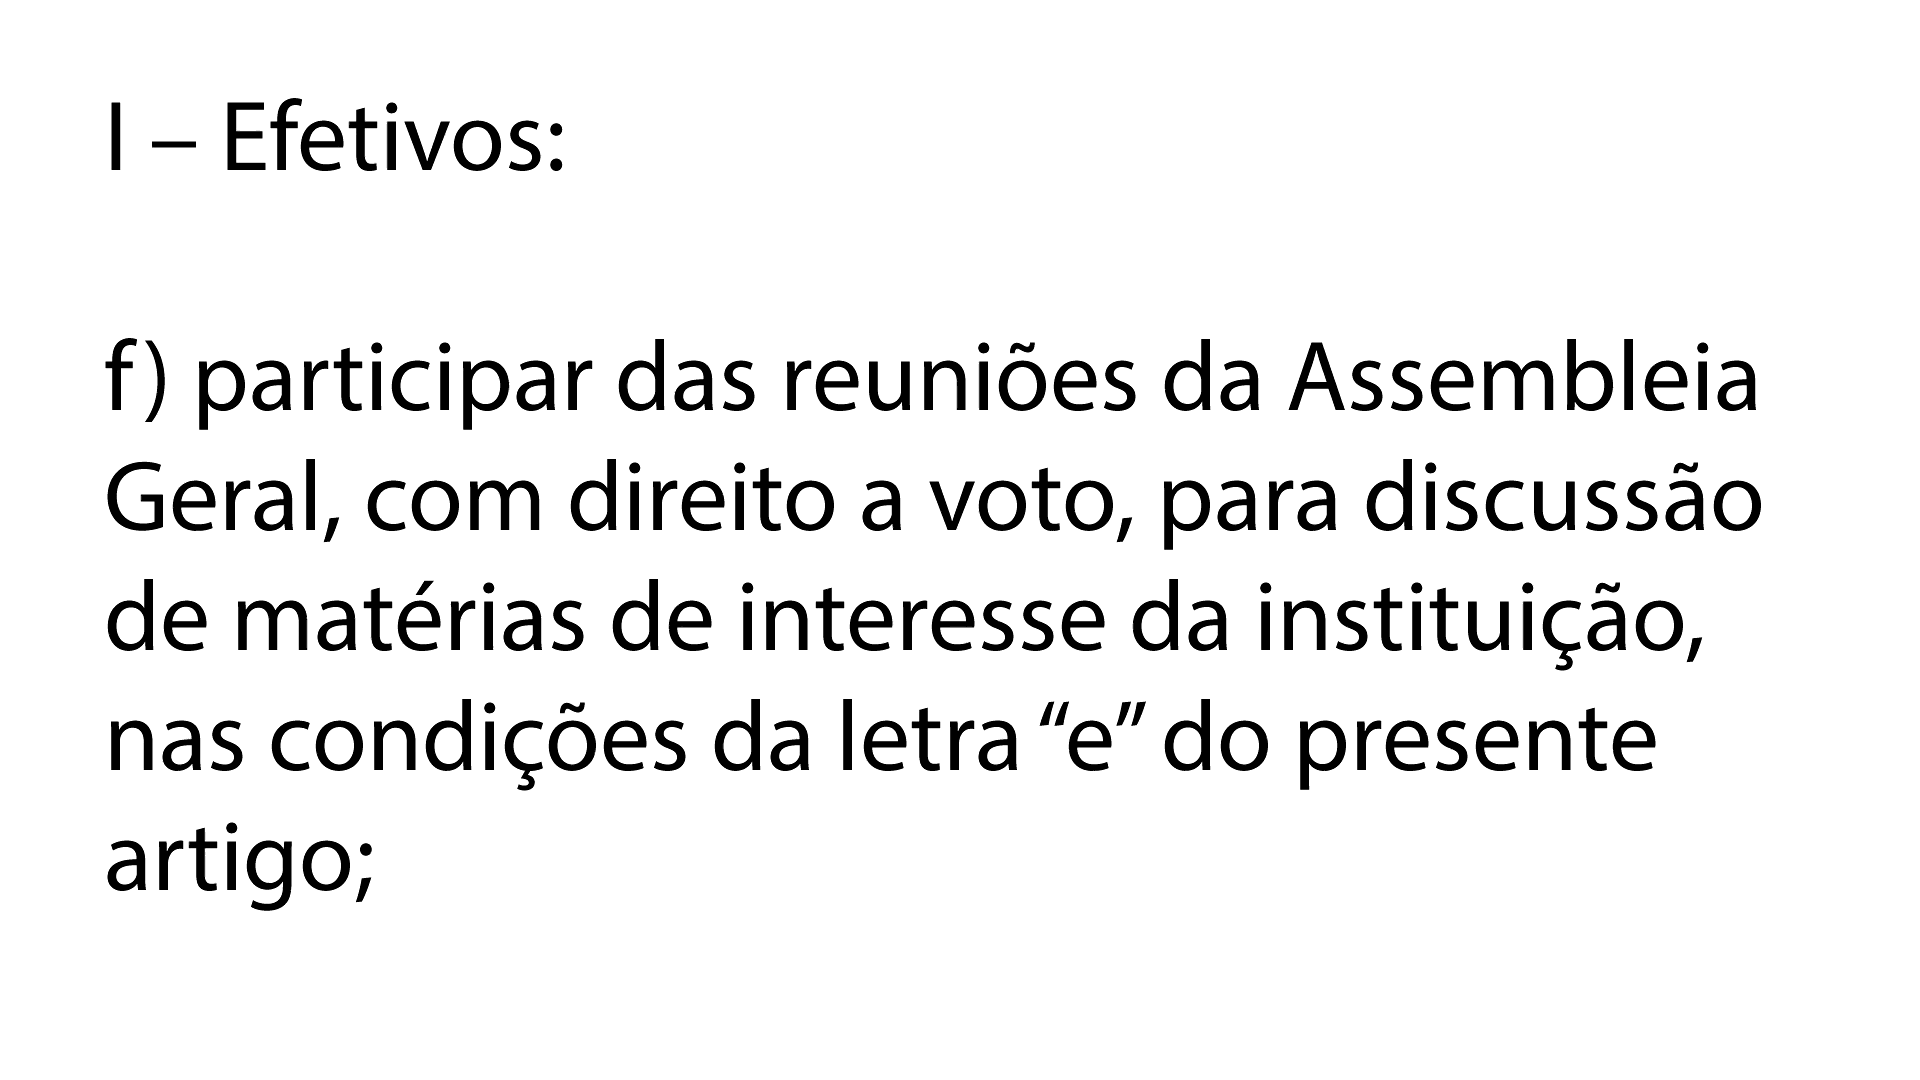 I – Efetivos:
f) participar das reuniões da Assembleia
Geral, com direito a voto, para discussão
de matérias de interesse da instituição,
nas condições da letra “e” do presente
artigo;